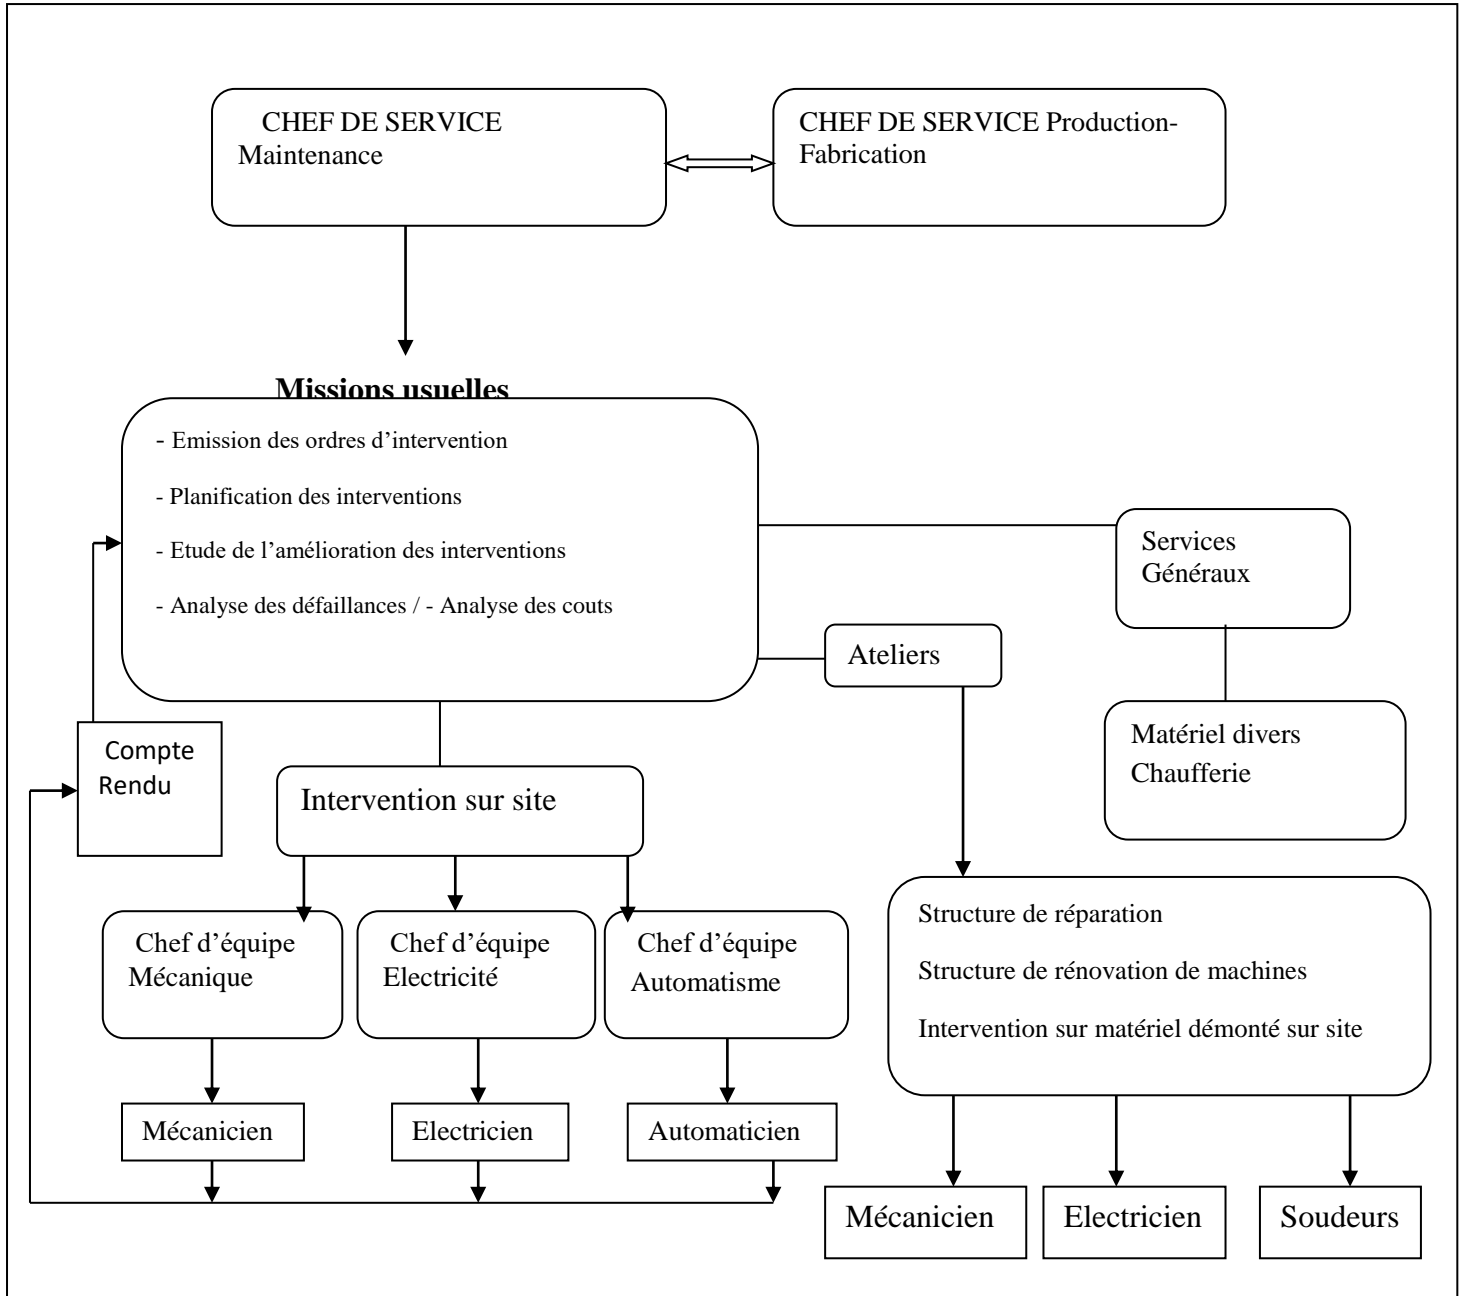 CHEF DE SERVICE
Maintenance
CHEF DE SERVICE Production-
Fabrication
Missions usuelles
- Emission des ordres d’intervention
- Planification des interventions
- Etude de l’amélioration des interventions
- Analyse des défaillances / - Analyse des couts
Services
Généraux
Ateliers
Matériel divers
Chaufferie
Compte
Rendu
Intervention sur site
Chef d’équipe
Mécanique
Chef d’équipe
Electricité
Chef d’équipe
Automatisme
Structure de réparation
Structure de rénovation de machines
Intervention sur matériel démonté sur site
Mécanicien
Electricien
Automaticien
Mécanicien
Electricien
Soudeurs